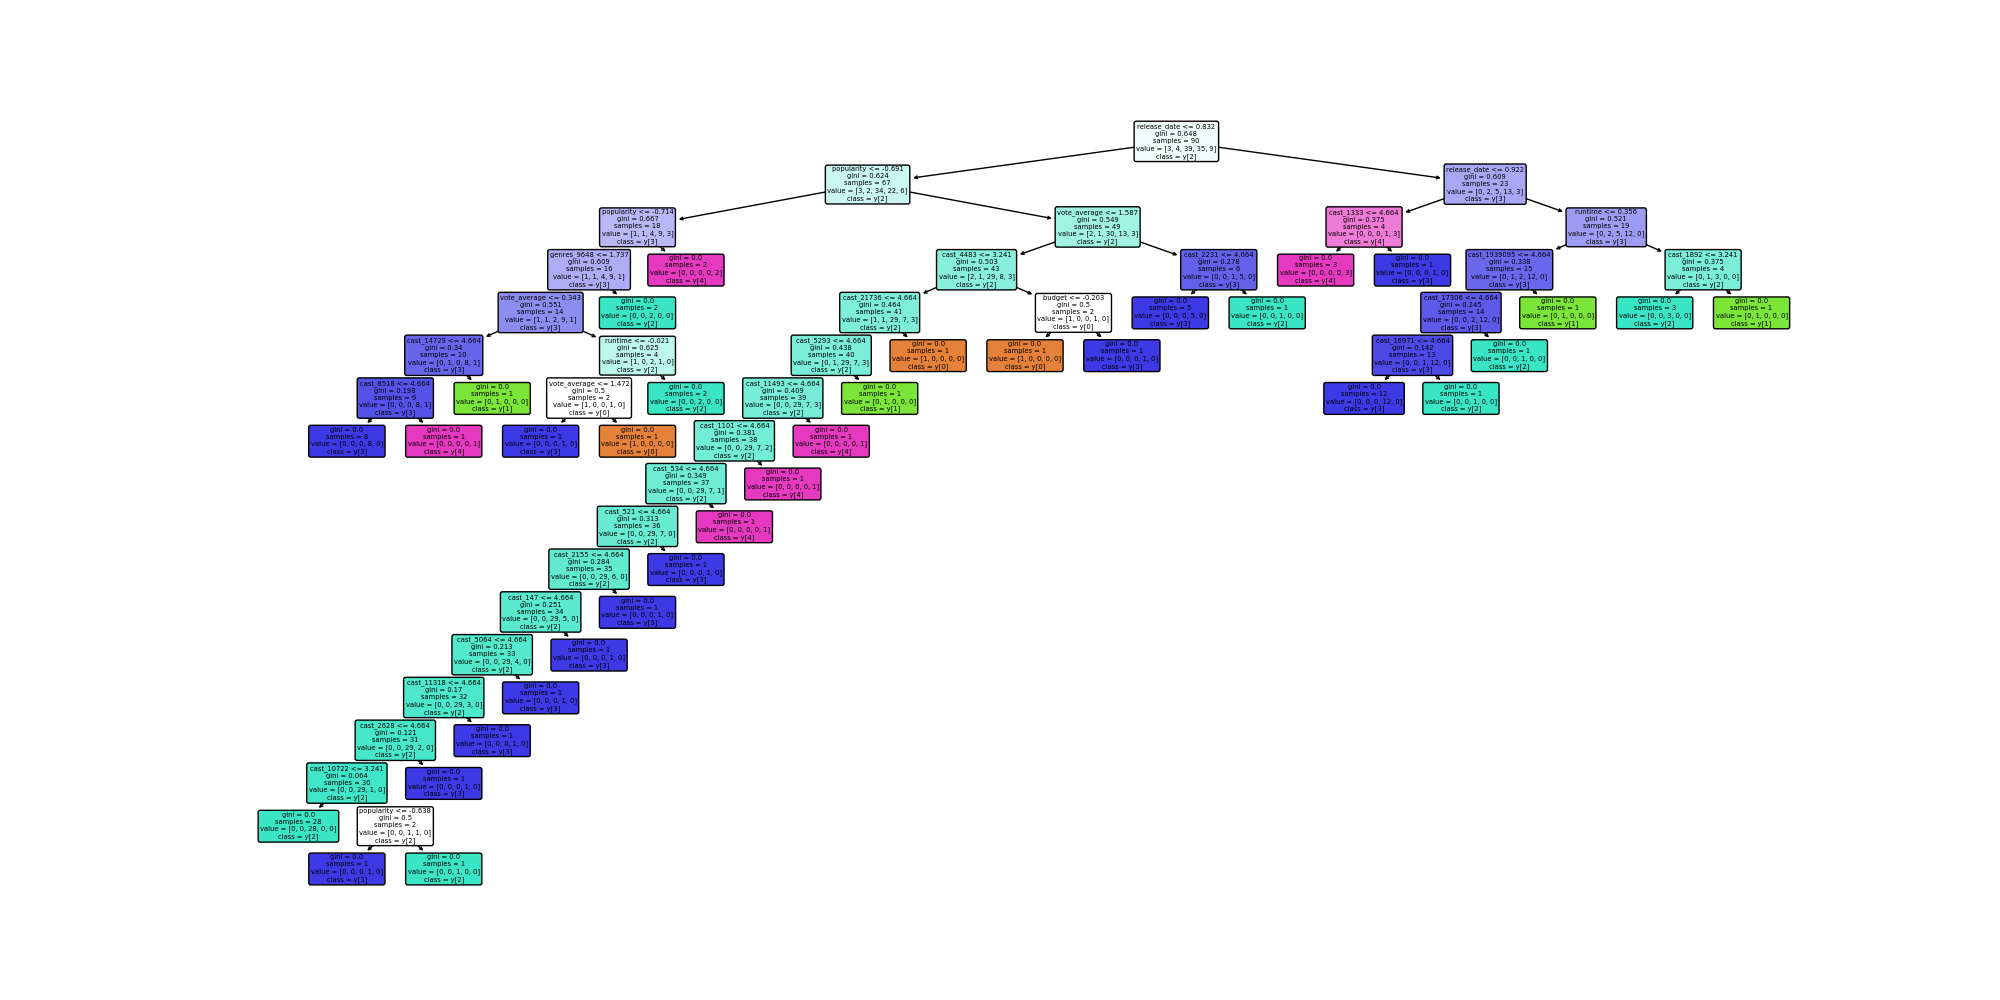 release_date <= 0.832
gini = 0.648
samples = 90
value = [3, 4, 39, 35, 9]
class = y[2]
popularity <= -0.691
gini = 0.624
samples = 67
value = [3, 2, 34, 22, 6]
class = y[2]
release_date <= 0.922
gini = 0.609
samples = 23
value = [0, 2, 5, 13, 3]
class = y[3]
popularity <= -0.714
gini = 0.667
samples = 18
value = [1, 1, 4, 9, 3]
class = y[3]
vote_average <= 1.587
gini = 0.549
samples = 49
value = [2, 1, 30, 13, 3]
class = y[2]
cast_1333 <= 4.664
gini = 0.375
samples = 4
value = [0, 0, 0, 1, 3]
class = y[4]
runtime <= 0.356
gini = 0.521
samples = 19
value = [0, 2, 5, 12, 0]
class = y[3]
genres_9648 <= 1.737
gini = 0.609
samples = 16
value = [1, 1, 4, 9, 1]
class = y[3]
gini = 0.0
samples = 2
value = [0, 0, 0, 0, 2]
class = y[4]
cast_4483 <= 3.241
gini = 0.503
samples = 43
value = [2, 1, 29, 8, 3]
class = y[2]
cast_2231 <= 4.664
gini = 0.278
samples = 6
value = [0, 0, 1, 5, 0]
class = y[3]
gini = 0.0
samples = 3
value = [0, 0, 0, 0, 3]
class = y[4]
gini = 0.0
samples = 1
value = [0, 0, 0, 1, 0]
class = y[3]
cast_1939095 <= 4.664
gini = 0.338
samples = 15
value = [0, 1, 2, 12, 0]
class = y[3]
cast_1892 <= 3.241
gini = 0.375
samples = 4
value = [0, 1, 3, 0, 0]
class = y[2]
vote_average <= 0.343
gini = 0.551
samples = 14
value = [1, 1, 2, 9, 1]
class = y[3]
gini = 0.0
samples = 2
value = [0, 0, 2, 0, 0]
class = y[2]
cast_21736 <= 4.664
gini = 0.464
samples = 41
value = [1, 1, 29, 7, 3]
class = y[2]
budget <= -0.203
gini = 0.5
samples = 2
value = [1, 0, 0, 1, 0]
class = y[0]
gini = 0.0
samples = 5
value = [0, 0, 0, 5, 0]
class = y[3]
gini = 0.0
samples = 1
value = [0, 0, 1, 0, 0]
class = y[2]
cast_17306 <= 4.664
gini = 0.245
samples = 14
value = [0, 0, 2, 12, 0]
class = y[3]
gini = 0.0
samples = 1
value = [0, 1, 0, 0, 0]
class = y[1]
gini = 0.0
samples = 3
value = [0, 0, 3, 0, 0]
class = y[2]
gini = 0.0
samples = 1
value = [0, 1, 0, 0, 0]
class = y[1]
cast_14729 <= 4.664
gini = 0.34
samples = 10
value = [0, 1, 0, 8, 1]
class = y[3]
runtime <= -0.021
gini = 0.625
samples = 4
value = [1, 0, 2, 1, 0]
class = y[2]
cast_5293 <= 4.664
gini = 0.438
samples = 40
value = [0, 1, 29, 7, 3]
class = y[2]
gini = 0.0
samples = 1
value = [1, 0, 0, 0, 0]
class = y[0]
gini = 0.0
samples = 1
value = [1, 0, 0, 0, 0]
class = y[0]
gini = 0.0
samples = 1
value = [0, 0, 0, 1, 0]
class = y[3]
cast_16971 <= 4.664
gini = 0.142
samples = 13
value = [0, 0, 1, 12, 0]
class = y[3]
gini = 0.0
samples = 1
value = [0, 0, 1, 0, 0]
class = y[2]
cast_8518 <= 4.664
gini = 0.198
samples = 9
value = [0, 0, 0, 8, 1]
class = y[3]
gini = 0.0
samples = 1
value = [0, 1, 0, 0, 0]
class = y[1]
vote_average <= 1.472
gini = 0.5
samples = 2
value = [1, 0, 0, 1, 0]
class = y[0]
gini = 0.0
samples = 2
value = [0, 0, 2, 0, 0]
class = y[2]
cast_11493 <= 4.664
gini = 0.409
samples = 39
value = [0, 0, 29, 7, 3]
class = y[2]
gini = 0.0
samples = 1
value = [0, 1, 0, 0, 0]
class = y[1]
gini = 0.0
samples = 12
value = [0, 0, 0, 12, 0]
class = y[3]
gini = 0.0
samples = 1
value = [0, 0, 1, 0, 0]
class = y[2]
gini = 0.0
samples = 8
value = [0, 0, 0, 8, 0]
class = y[3]
gini = 0.0
samples = 1
value = [0, 0, 0, 0, 1]
class = y[4]
gini = 0.0
samples = 1
value = [0, 0, 0, 1, 0]
class = y[3]
gini = 0.0
samples = 1
value = [1, 0, 0, 0, 0]
class = y[0]
cast_1101 <= 4.664
gini = 0.381
samples = 38
value = [0, 0, 29, 7, 2]
class = y[2]
gini = 0.0
samples = 1
value = [0, 0, 0, 0, 1]
class = y[4]
cast_534 <= 4.664
gini = 0.349
samples = 37
value = [0, 0, 29, 7, 1]
class = y[2]
gini = 0.0
samples = 1
value = [0, 0, 0, 0, 1]
class = y[4]
cast_521 <= 4.664
gini = 0.313
samples = 36
value = [0, 0, 29, 7, 0]
class = y[2]
gini = 0.0
samples = 1
value = [0, 0, 0, 0, 1]
class = y[4]
cast_2155 <= 4.664
gini = 0.284
samples = 35
value = [0, 0, 29, 6, 0]
class = y[2]
gini = 0.0
samples = 1
value = [0, 0, 0, 1, 0]
class = y[3]
cast_147 <= 4.664
gini = 0.251
samples = 34
value = [0, 0, 29, 5, 0]
class = y[2]
gini = 0.0
samples = 1
value = [0, 0, 0, 1, 0]
class = y[3]
cast_5064 <= 4.664
gini = 0.213
samples = 33
value = [0, 0, 29, 4, 0]
class = y[2]
gini = 0.0
samples = 1
value = [0, 0, 0, 1, 0]
class = y[3]
cast_11318 <= 4.664
gini = 0.17
samples = 32
value = [0, 0, 29, 3, 0]
class = y[2]
gini = 0.0
samples = 1
value = [0, 0, 0, 1, 0]
class = y[3]
cast_2628 <= 4.664
gini = 0.121
samples = 31
value = [0, 0, 29, 2, 0]
class = y[2]
gini = 0.0
samples = 1
value = [0, 0, 0, 1, 0]
class = y[3]
cast_10722 <= 3.241
gini = 0.064
samples = 30
value = [0, 0, 29, 1, 0]
class = y[2]
gini = 0.0
samples = 1
value = [0, 0, 0, 1, 0]
class = y[3]
gini = 0.0
samples = 28
value = [0, 0, 28, 0, 0]
class = y[2]
popularity <= -0.638
gini = 0.5
samples = 2
value = [0, 0, 1, 1, 0]
class = y[2]
gini = 0.0
samples = 1
value = [0, 0, 0, 1, 0]
class = y[3]
gini = 0.0
samples = 1
value = [0, 0, 1, 0, 0]
class = y[2]